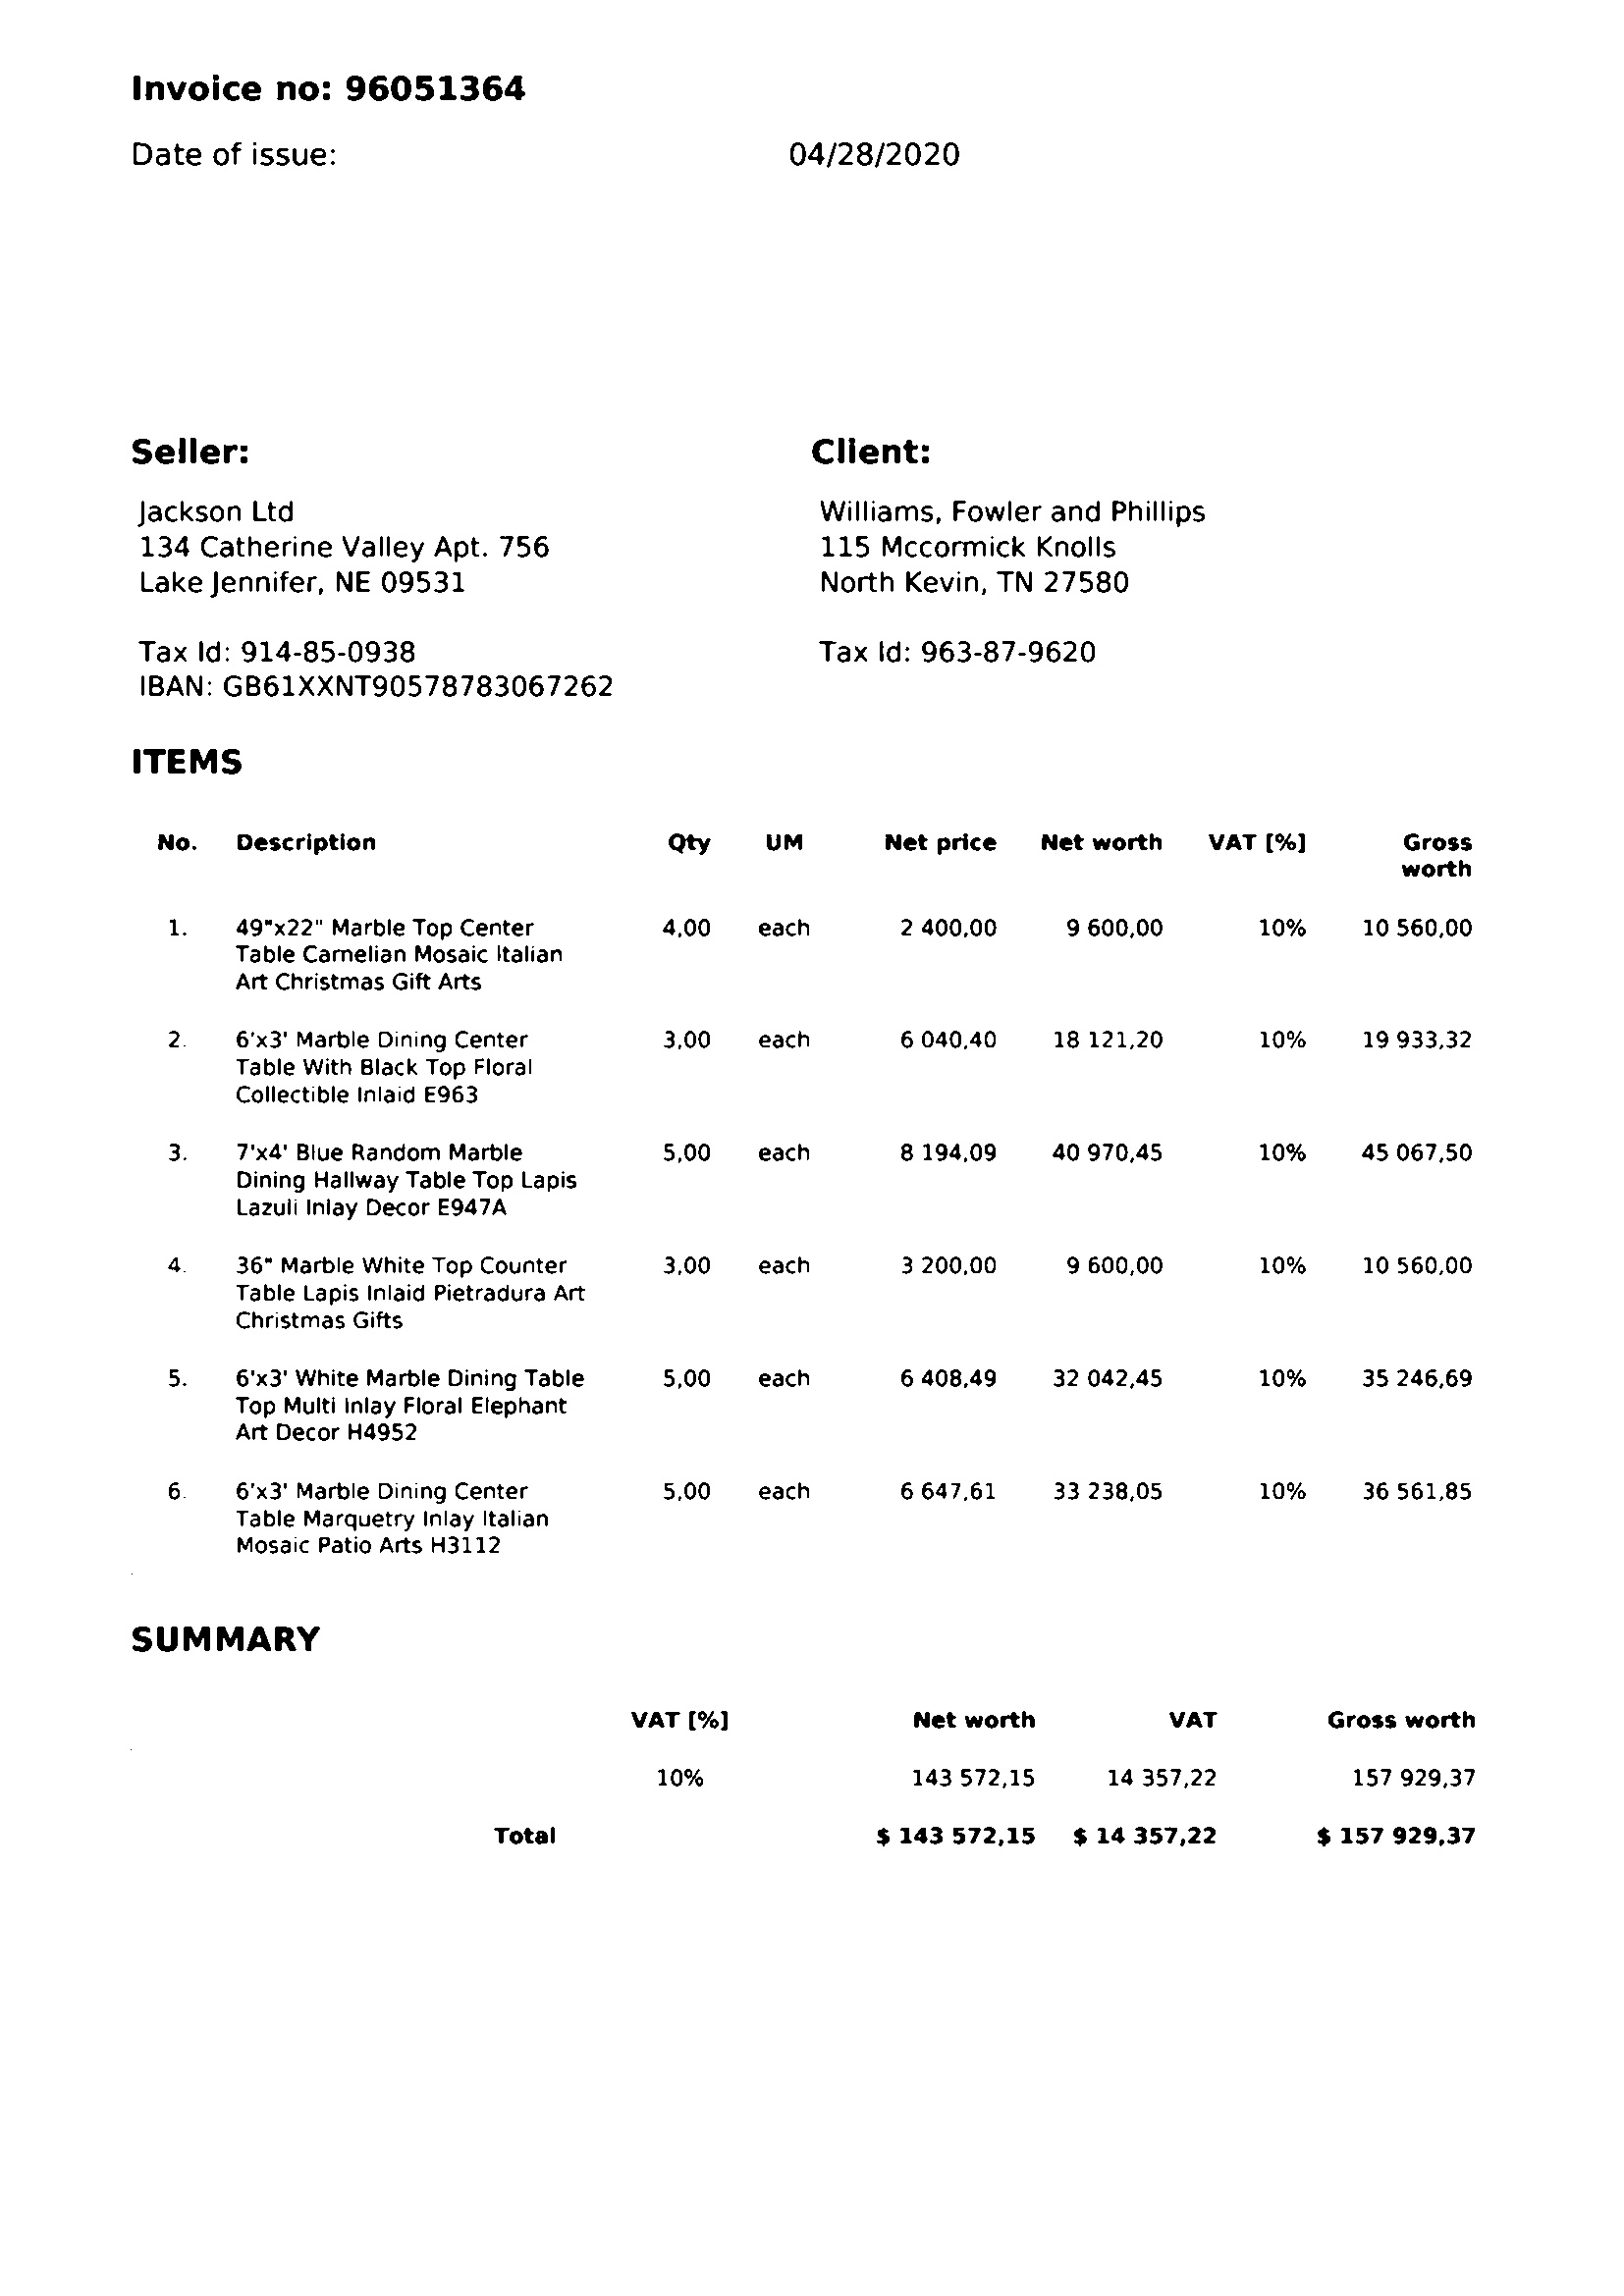 Invoice no: 96051364
Date of issue: 04/28/2020
Seller: Client:
Jackson Ltd Williams, Fowler and Phillips
134 Catherine Valley Apt. 756 115 Mccormick Knolls
Lake Jennifer, NE 09531 North Kevin, TN 27580
Tax Id: 914-85-0938 Tax Id: 963-87-9620
IBAN: GB61XXNT90578783067262
ITEMS
No. Description Qty UM Net price Net worth VAT [%] Gross
worth
1. 49"x22" Marble Top Center 4,00 each 2 400,00 9 600,00 10% 10 560,00
Table Carnelian Mosaic Italian
Art Christmas Gift Arts
2. 6'x3' Marble Dining Center 3,00 each 6 040,40 18 121,20 10% 19 933,32
Table With Black Top Floral
Collectible Inlaid E963
3. 7'x4' Blue Random Marble 5,00 each 8 194,09 40 970,45 10% 45 067,50
Dining Hallway Table Top Lapis
Lazuli Inlay Decor E947A
4. 36" Marble White Top Counter 3,00 each 3 200,00 9 600,00 10% 10 560,00
Table Lapis Inlaid Pietradura Art
Christmas Gifts
5. 6'x3' White Marble Dining Table 5,00 each 6 408,49 32 042,45 10% 35 246,69
Top Multi Inlay Floral Elephant
Art Decor H4952
6. 6'x3' Marble Dining Center 5,00 each 6 647,61 33 238,05 10% 36 561,85
Table Marquetry Inlay Italian
Mosaic Patio Arts H3112
SUMMARY
VAT [%] Net worth VAT Gross worth
10% 143 572,15 14 357,22 157 929,37
Total $ 143 572,15 $ 14 357,22 $ 157 929,37